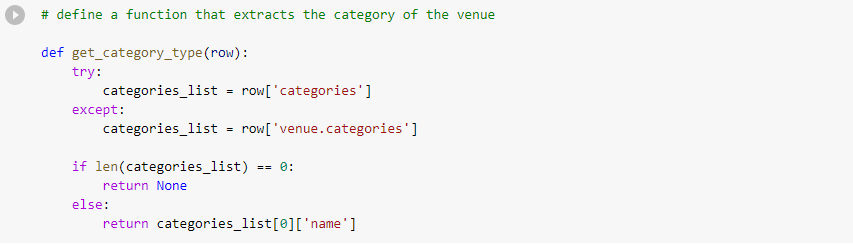 # define a function that extracts the category of the venue
def get_category_type(row):
    try:
        categories_list = row['categories']
    except:
        categories_list = row['venue.categories']
    if len(categories_list) == 0:
        return None
    else:
        return categories_list[0]['name']